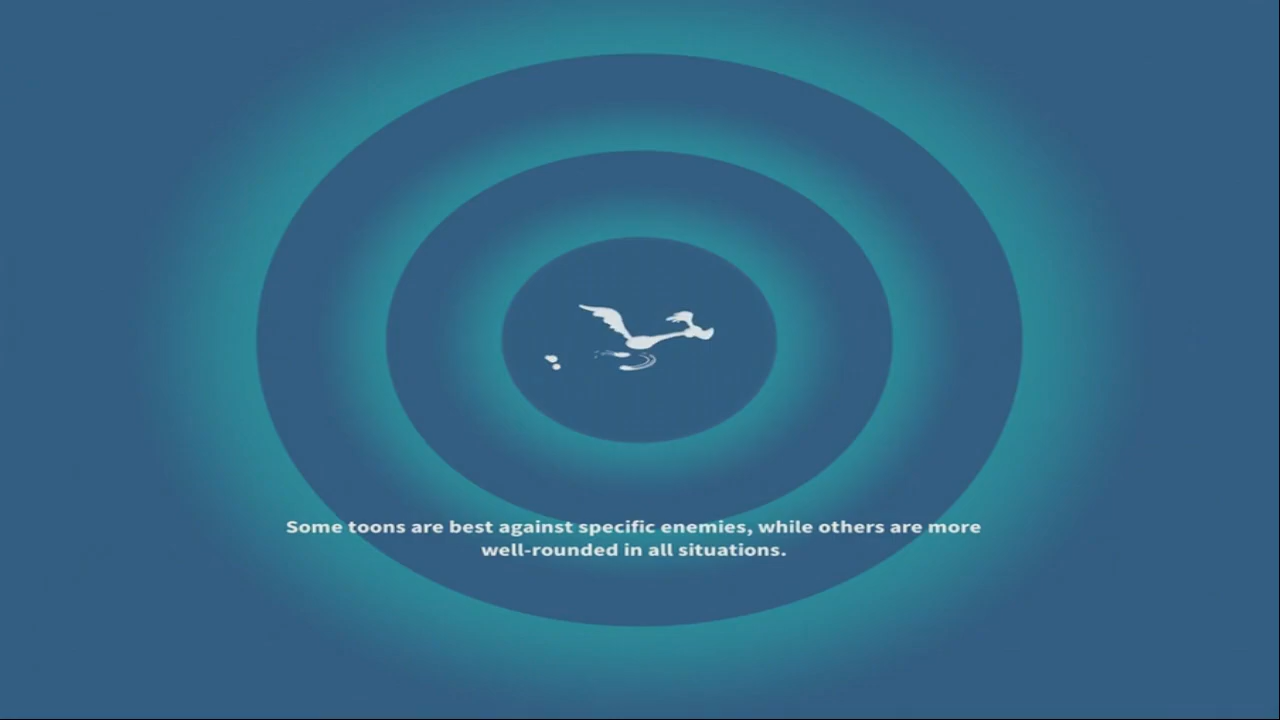 Some toons are best against specific enemies, while others are more
well-rounded in all situations.